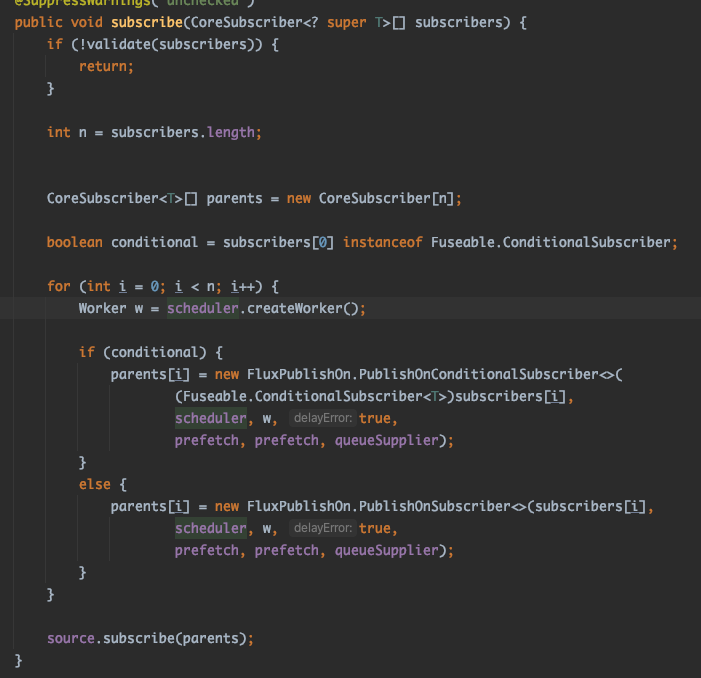 @SuppressWarnings("unchecked")
public void subscribe(CoreSubscriber<? super T>[] subscribers) {
    if (!validate(subscribers)) {
        return;
    }

    int n = subscribers.length;


    CoreSubscriber<T>[] parents = new CoreSubscriber[n];

    boolean conditional = subscribers[0] instanceof Fuseable.ConditionalSubscriber;

    for (int i = 0; i < n; i++) {
        Worker w = scheduler.createWorker();

        if (conditional) {
            parents[i] = new FluxPublishOn.PublishOnConditionalSubscriber<>(
                    (Fuseable.ConditionalSubscriber<T>)subscribers[i],
                    scheduler, w, delayError: true,
                    prefetch, prefetch, queueSupplier);
        }
        else {
            parents[i] = new FluxPublishOn.PublishOnSubscriber<>(subscribers[i],
                    scheduler, w, delayError: true,
                    prefetch, prefetch, queueSupplier);
        }
    }

    source.subscribe(parents);
}